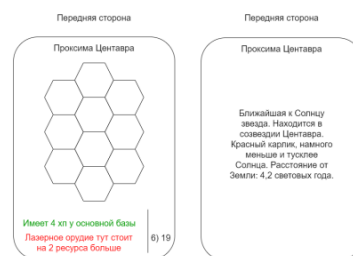 Передняя сторона
Проксима Центавра
Имеет 4 хп у основной базы
Лазерное орудие тут стоит
на 2 ресурса больше
6) 19
Передняя сторона
Проксима Центавра
Ближайшая к Солнцу
звезда. Находится в
созвездии Центавра.
Красный карлик, намного
меньше и тусклее
Солнца. Расстояние от
Земли: 4,2 световых года.